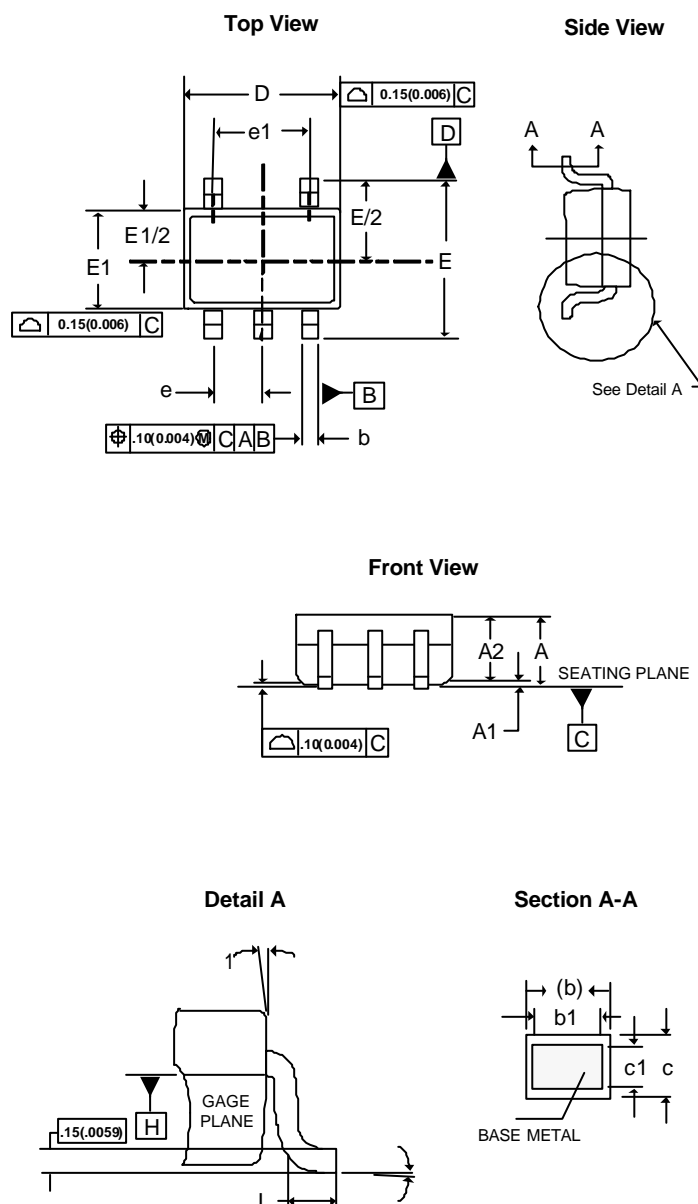 Top View
Side View
D
0.15(0.006) C
e1
D
A A
E1/2
E/2
E1
E
0.15(0.006) C
e
B
See Detail A
.10(0.004) M C A B
b
Front View
A2
A
SEATING PLANE
A1
C
.10(0.004) C
Detail A
Section A-A
1
(b)
b1
c1 c
GAGE
PLANE
H
.15(.0059)
BASE METAL
L